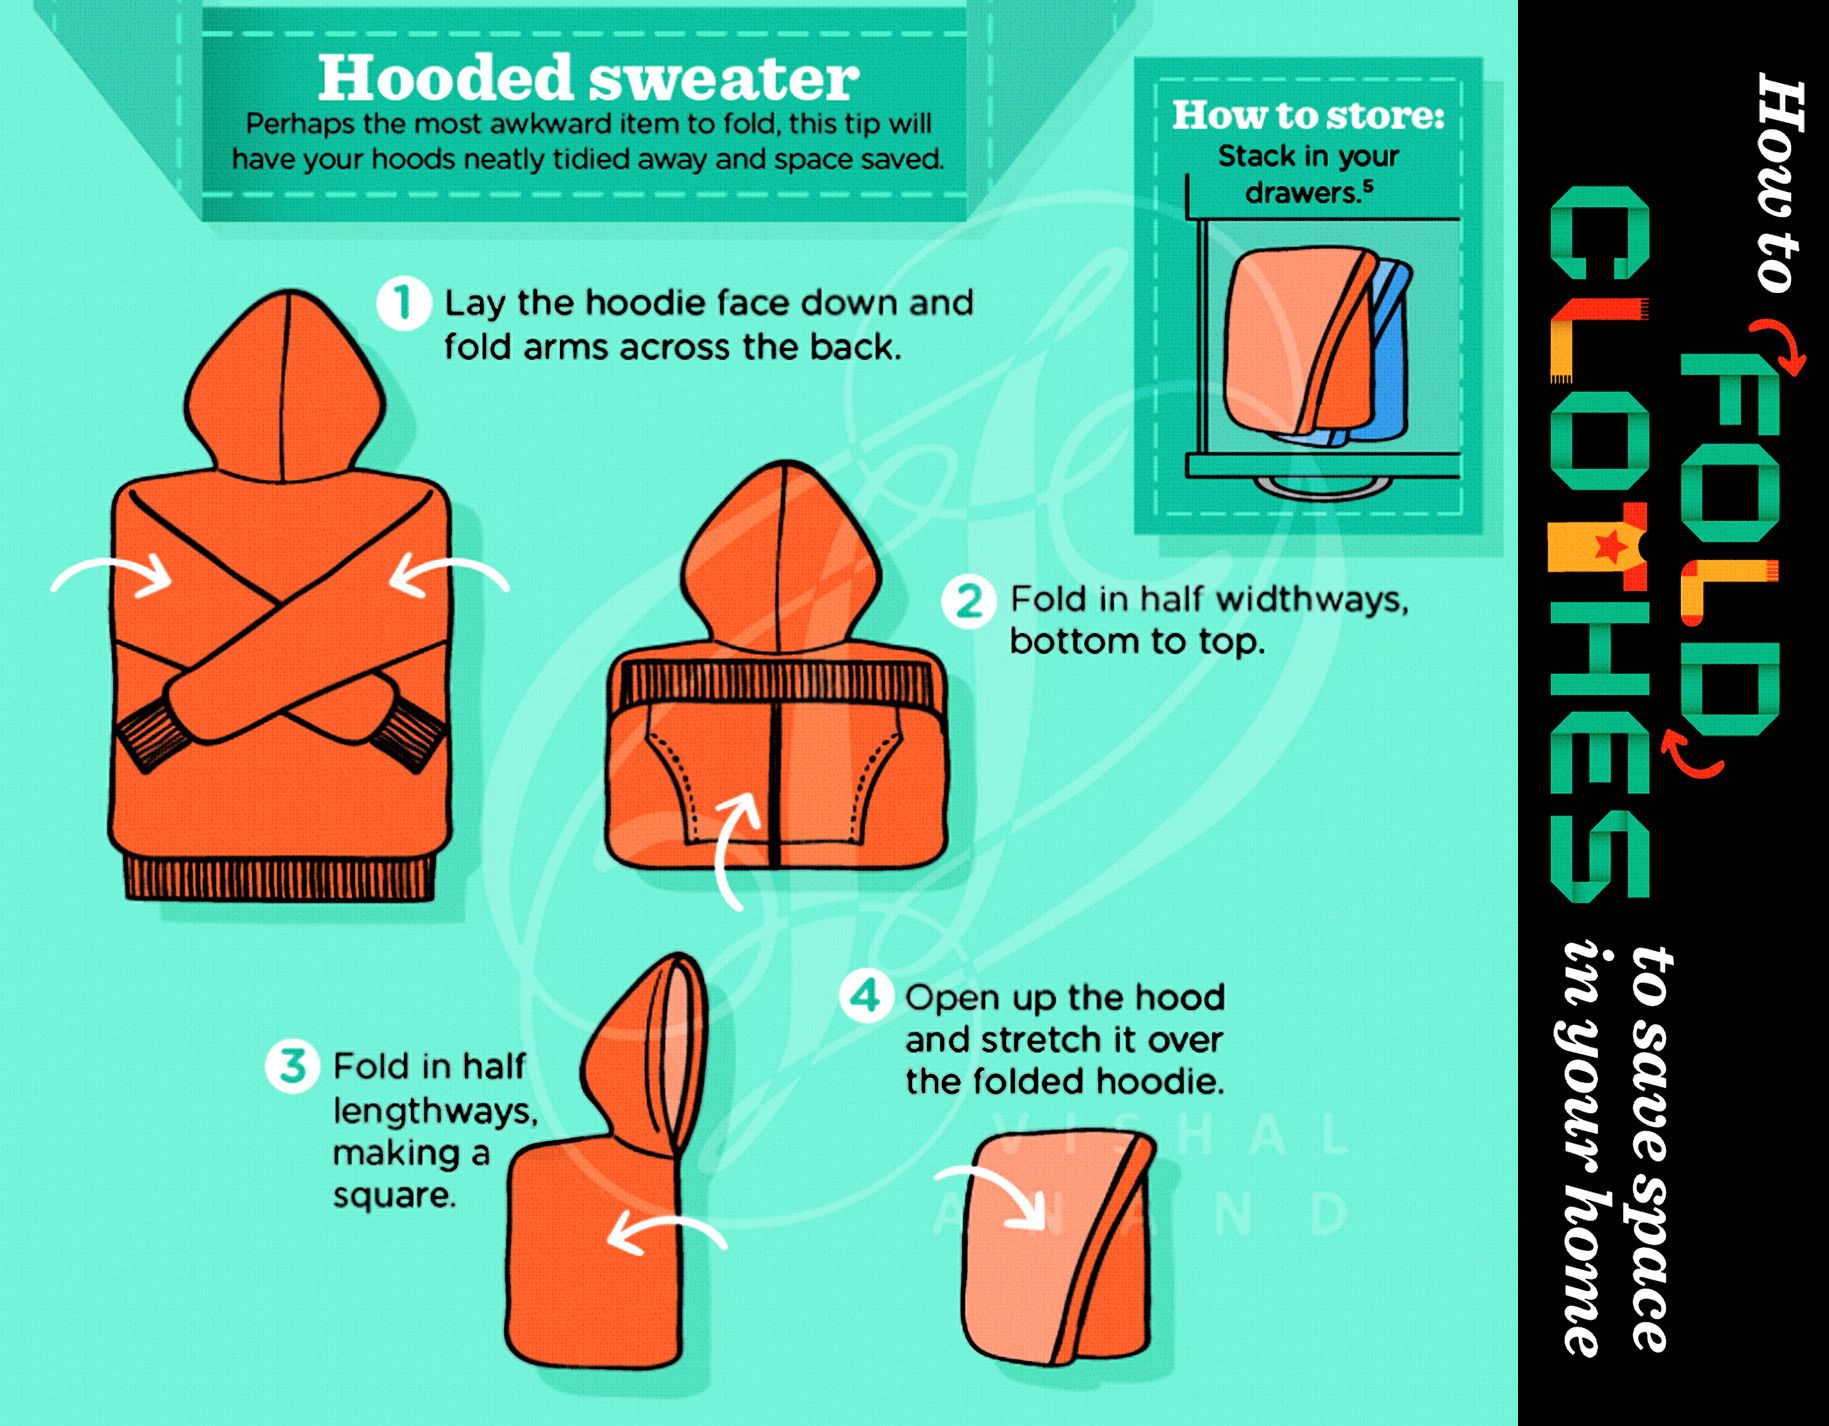 Hooded sweater
Perhaps the most awkward item to fold, this tip will
have your hoods neatly tidied away and space saved.
How to store:
Stack in your
drawers.⁵
1 Lay the hoodie face down and
fold arms across the back.
2 Fold in half widthways,
bottom to top.
3 Fold in half
lengthways,
making a
square.
4 Open up the hood
and stretch it over
the folded hoodie.
VISHAL
ANAND
How to
FOLD
CLOTHES
to save space
in your home